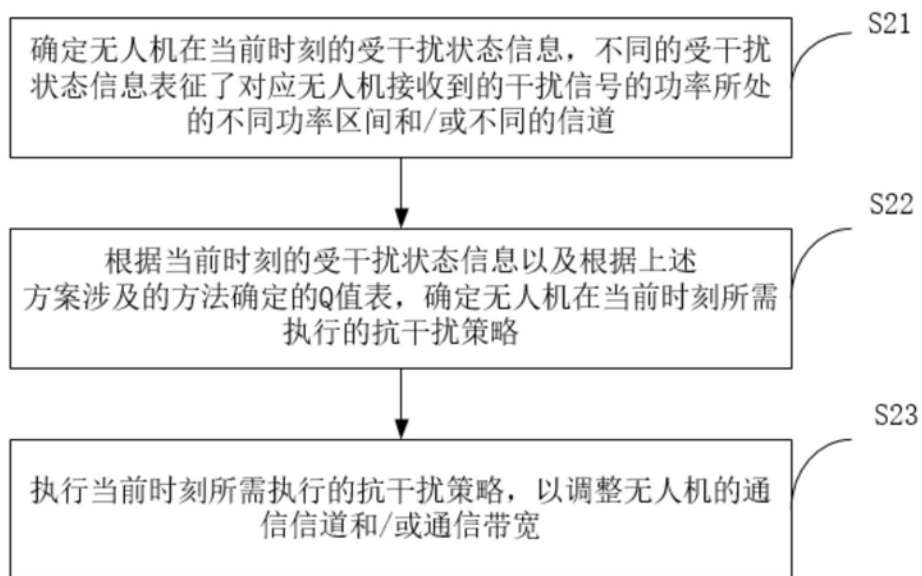 S21
确定无人机在当前时刻的受干扰状态信息，不同的受干扰
状态信息表征了对应无人机接收到的干扰信号的功率所处
的不同功率区间和/或不同的信道
S22
根据当前时刻的受干扰状态信息以及根据上述
方案涉及的方法确定的Q值表，确定无人机在当前时刻所需
执行的抗干扰策略
S23
执行当前时刻所需执行的抗干扰策略，以调整无人机的通
信信道和/或通信带宽